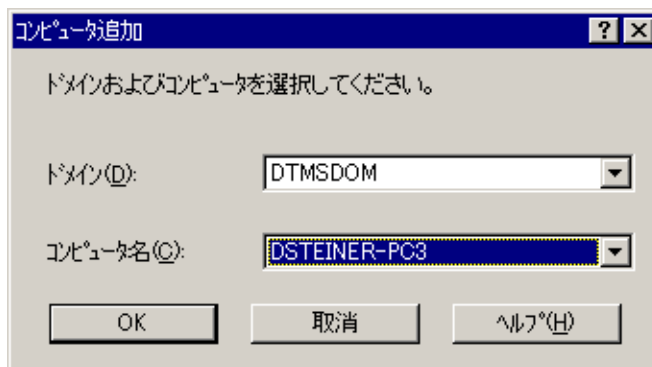 ｺﾝﾋﾟｭｰﾀ追加
ﾄﾞﾒｲﾝおよびｺﾝﾋﾟｭｰﾀを選択してください。
ﾄﾞﾒｲﾝ(D): DTMSDOM
ｺﾝﾋﾟｭｰﾀ名(C): DSTEINER-PC3
OK 取消 ﾍﾙﾌﾟ(H)